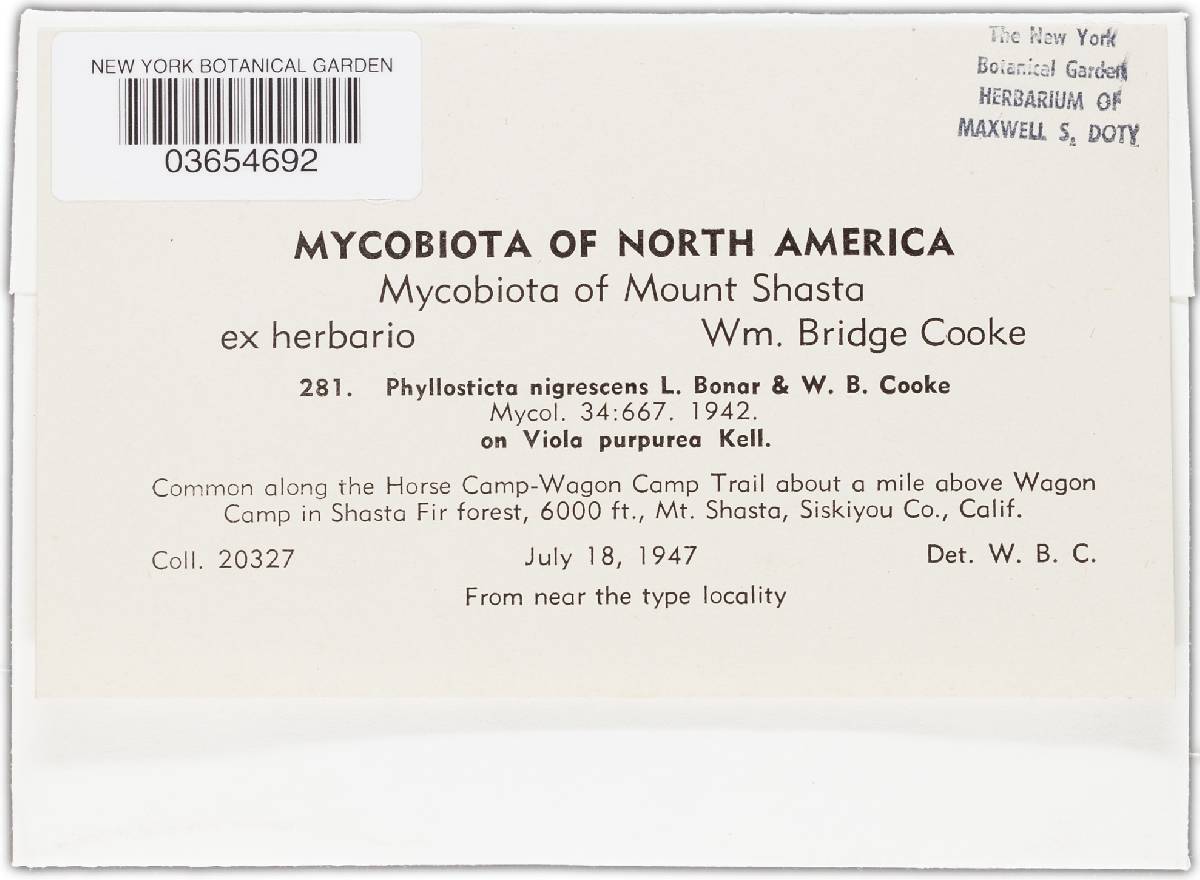 NEW YORK BOTANICAL GARDEN
03654692
The New York
Botanical Garden
HERBARIUM OF
MAXWELL S. DOTY
MYCOBIOTA OF NORTH AMERICA
Mycobiota of Mount Shasta
ex herbario Wm. Bridge Cooke
281. Phyllosticta nigrescens L. Bonar & W. B. Cooke
Mycol. 34:667. 1942.
on Viola purpurea Kell.
Common along the Horse Camp-Wagon Camp Trail about a mile above Wagon
Camp in Shasta Fir forest, 6000 ft., Mt. Shasta, Siskiyou Co., Calif.
Coll. 20327 July 18, 1947 Det. W. B. C.
From near the type locality